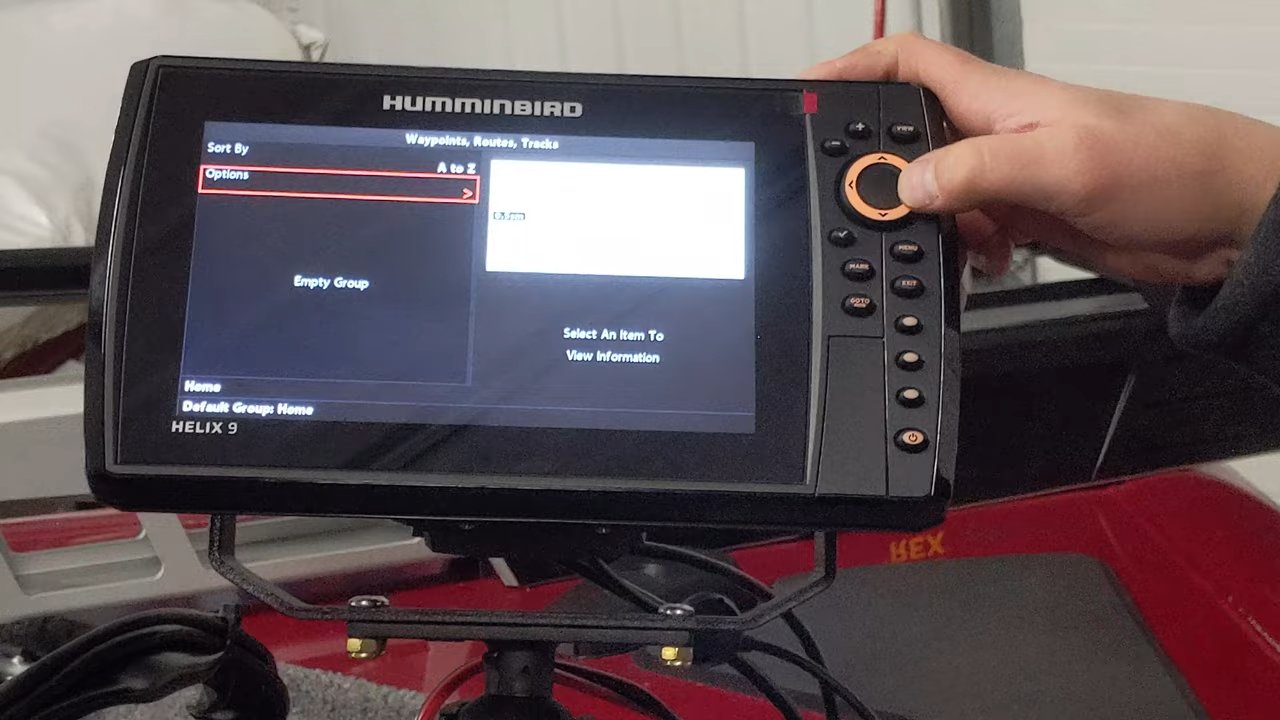 HUMMINBIRD
Waypoints, Routes, Tracks
Sort By
A to Z
Options
>
Empty Group
Select An Item To
View Information
Home
Default Group: Home
HELIX 9
+
VIEW
-
MENU
MARK
EXIT
GOTO